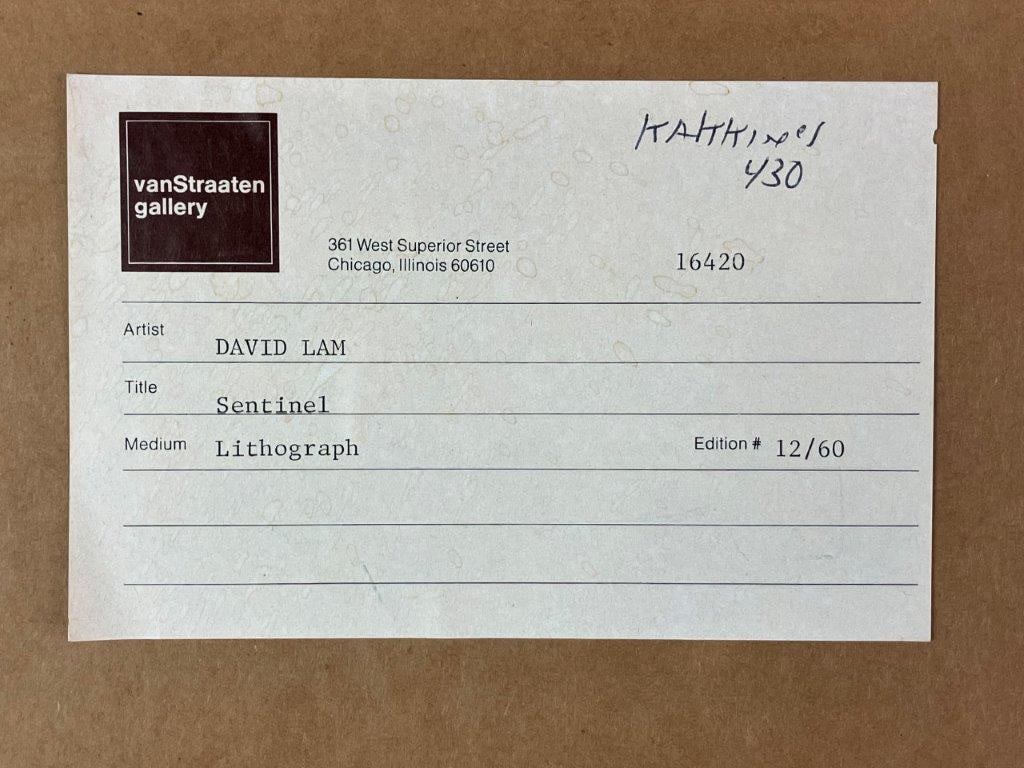 vanStraaten
gallery
430
361 West Superior Street
Chicago, Illinois 60610
16420
Artist
DAVID LAM
Title
Sentinel
Medium Lithograph Edition # 12/60